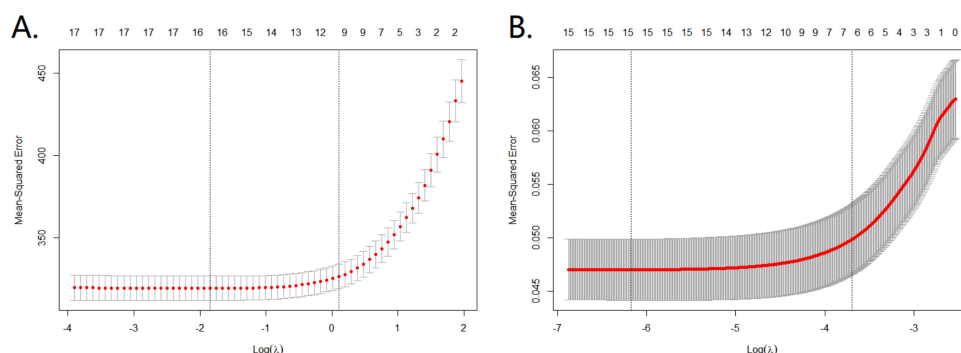 A.
17 17 17 17 17 16 16 15 14 13 12 9 9 7 5 3 2 2
Mean-Squared Error
450
400
350
-4 -3 -2 -1 0 1 2
Log(λ)
B.
15 15 15 15 15 15 15 14 12 10 9 7 7 6 6 5 4 3 3 1 0
Mean-Squared Error
0.065
0.060
0.055
0.050
0.045
-7 -6 -5 -4 -3
Log(λ)